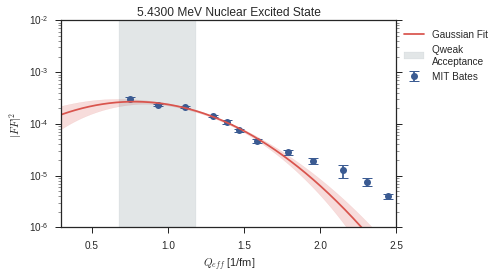 5.4300 MeV Nuclear Excited State
10⁻²
10⁻³
10⁻⁴
10⁻⁵
10⁻⁶
|FF|²
0.5
1.0
1.5
2.0
2.5
Q_eff [1/fm]
Gaussian Fit
Qweak
Acceptance
MIT Bates